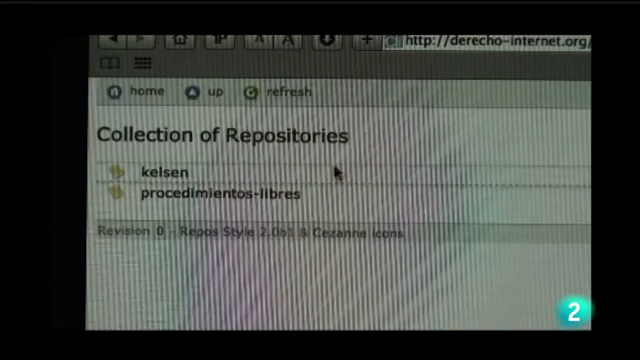 http://derecho-internet.org/
home up refresh
Collection of Repositories
kelsen
procedimientos-libres
Revision 0 - Repos Style 2.0b1 & Cezanne icons
2